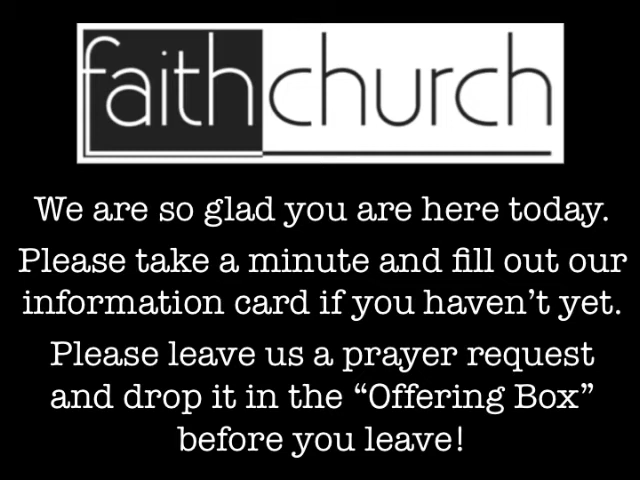 faithchurch
We are so glad you are here today.
Please take a minute and fill out our
information card if you haven’t yet.
Please leave us a prayer request
and drop it in the “Offering Box”
before you leave!